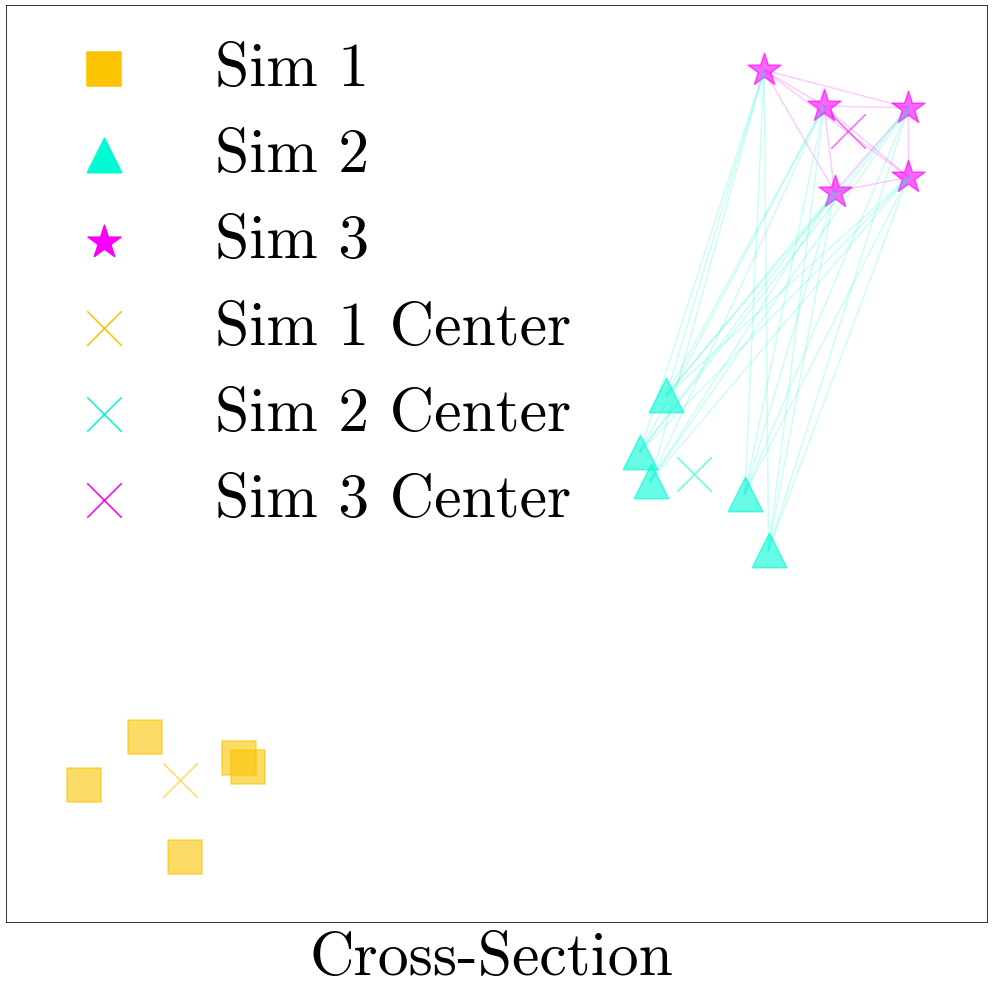 Sim 1
Sim 2
Sim 3
Sim 1 Center
Sim 2 Center
Sim 3 Center
Cross-Section